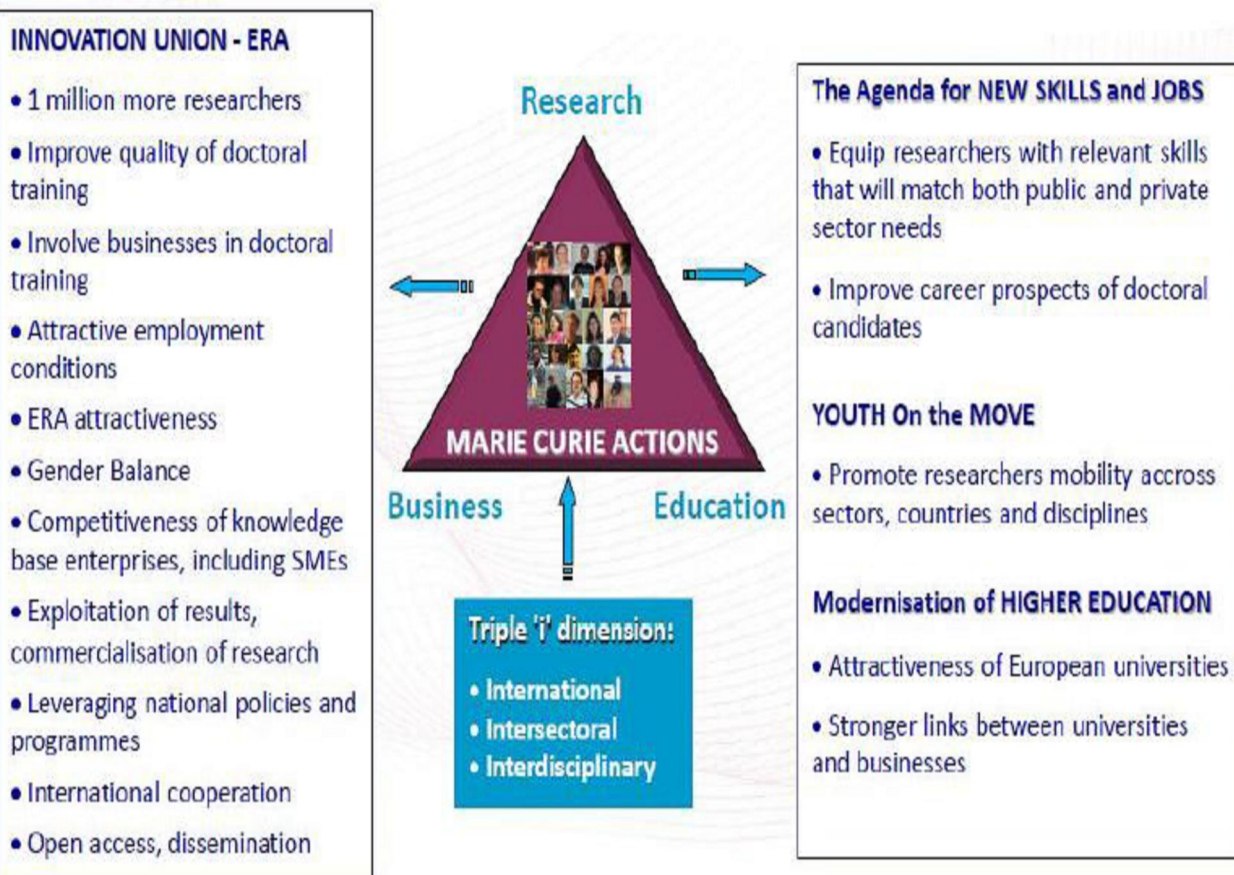 INNOVATION UNION - ERA
• 1 million more researchers
• Improve quality of doctoral
training
• Involve businesses in doctoral
training
• Attractive employment
conditions
• ERA attractiveness
• Gender Balance
• Competitiveness of knowledge
base enterprises, including SMEs
• Exploitation of results,
commercialisation of research
• Leveraging national policies and
programmes
• International cooperation
• Open access, dissemination
Research
MARIE CURIE ACTIONS
Business
Education
Triple 'i' dimension:
• International
• Intersectoral
• Interdisciplinary
The Agenda for NEW SKILLS and JOBS
• Equip researchers with relevant skills
that will match both public and private
sector needs
• Improve career prospects of doctoral
candidates
YOUTH On the MOVE
• Promote researchers mobility accross
sectors, countries and disciplines
Modernisation of HIGHER EDUCATION
• Attractiveness of European universities
• Stronger links between universities
and businesses